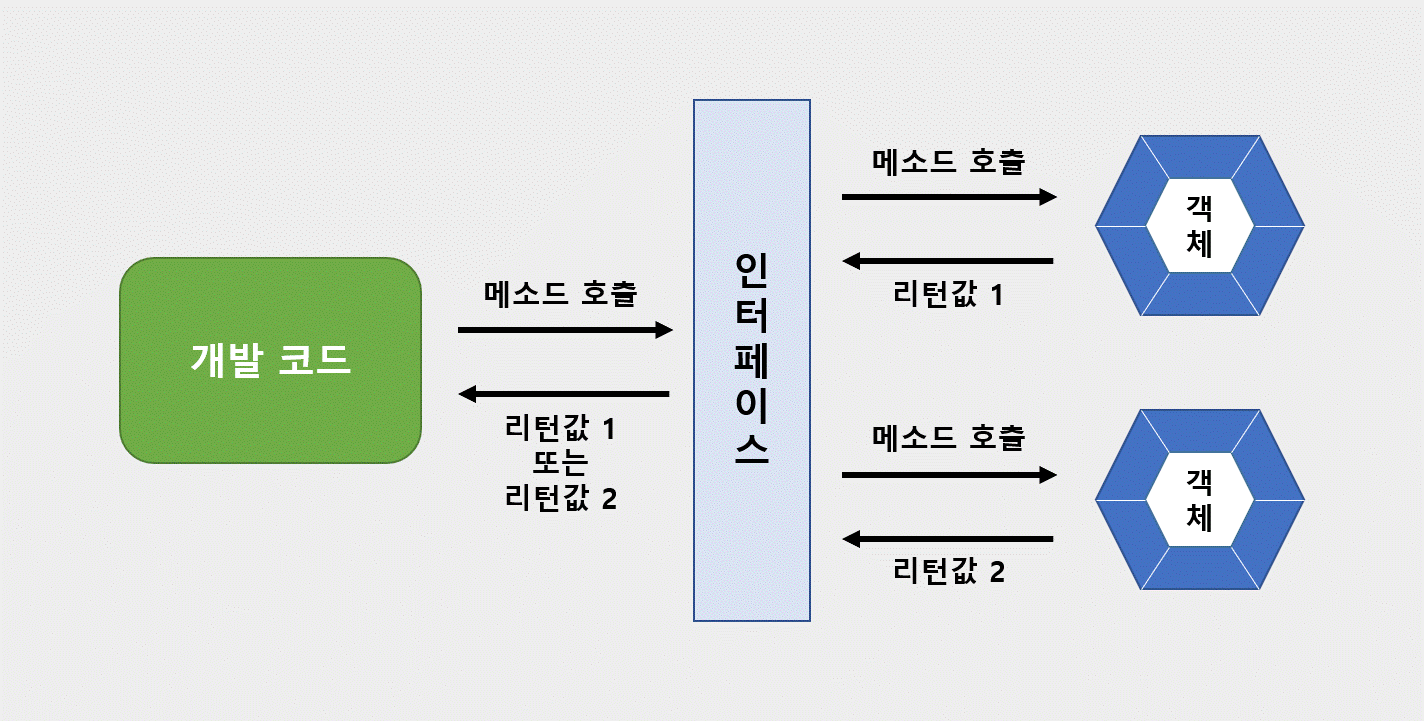 개발 코드
메소드 호출
리턴값 1
또는
리턴값 2
인
터
페
이
스
메소드 호출
리턴값 1
객
체
메소드 호출
리턴값 2
객
체